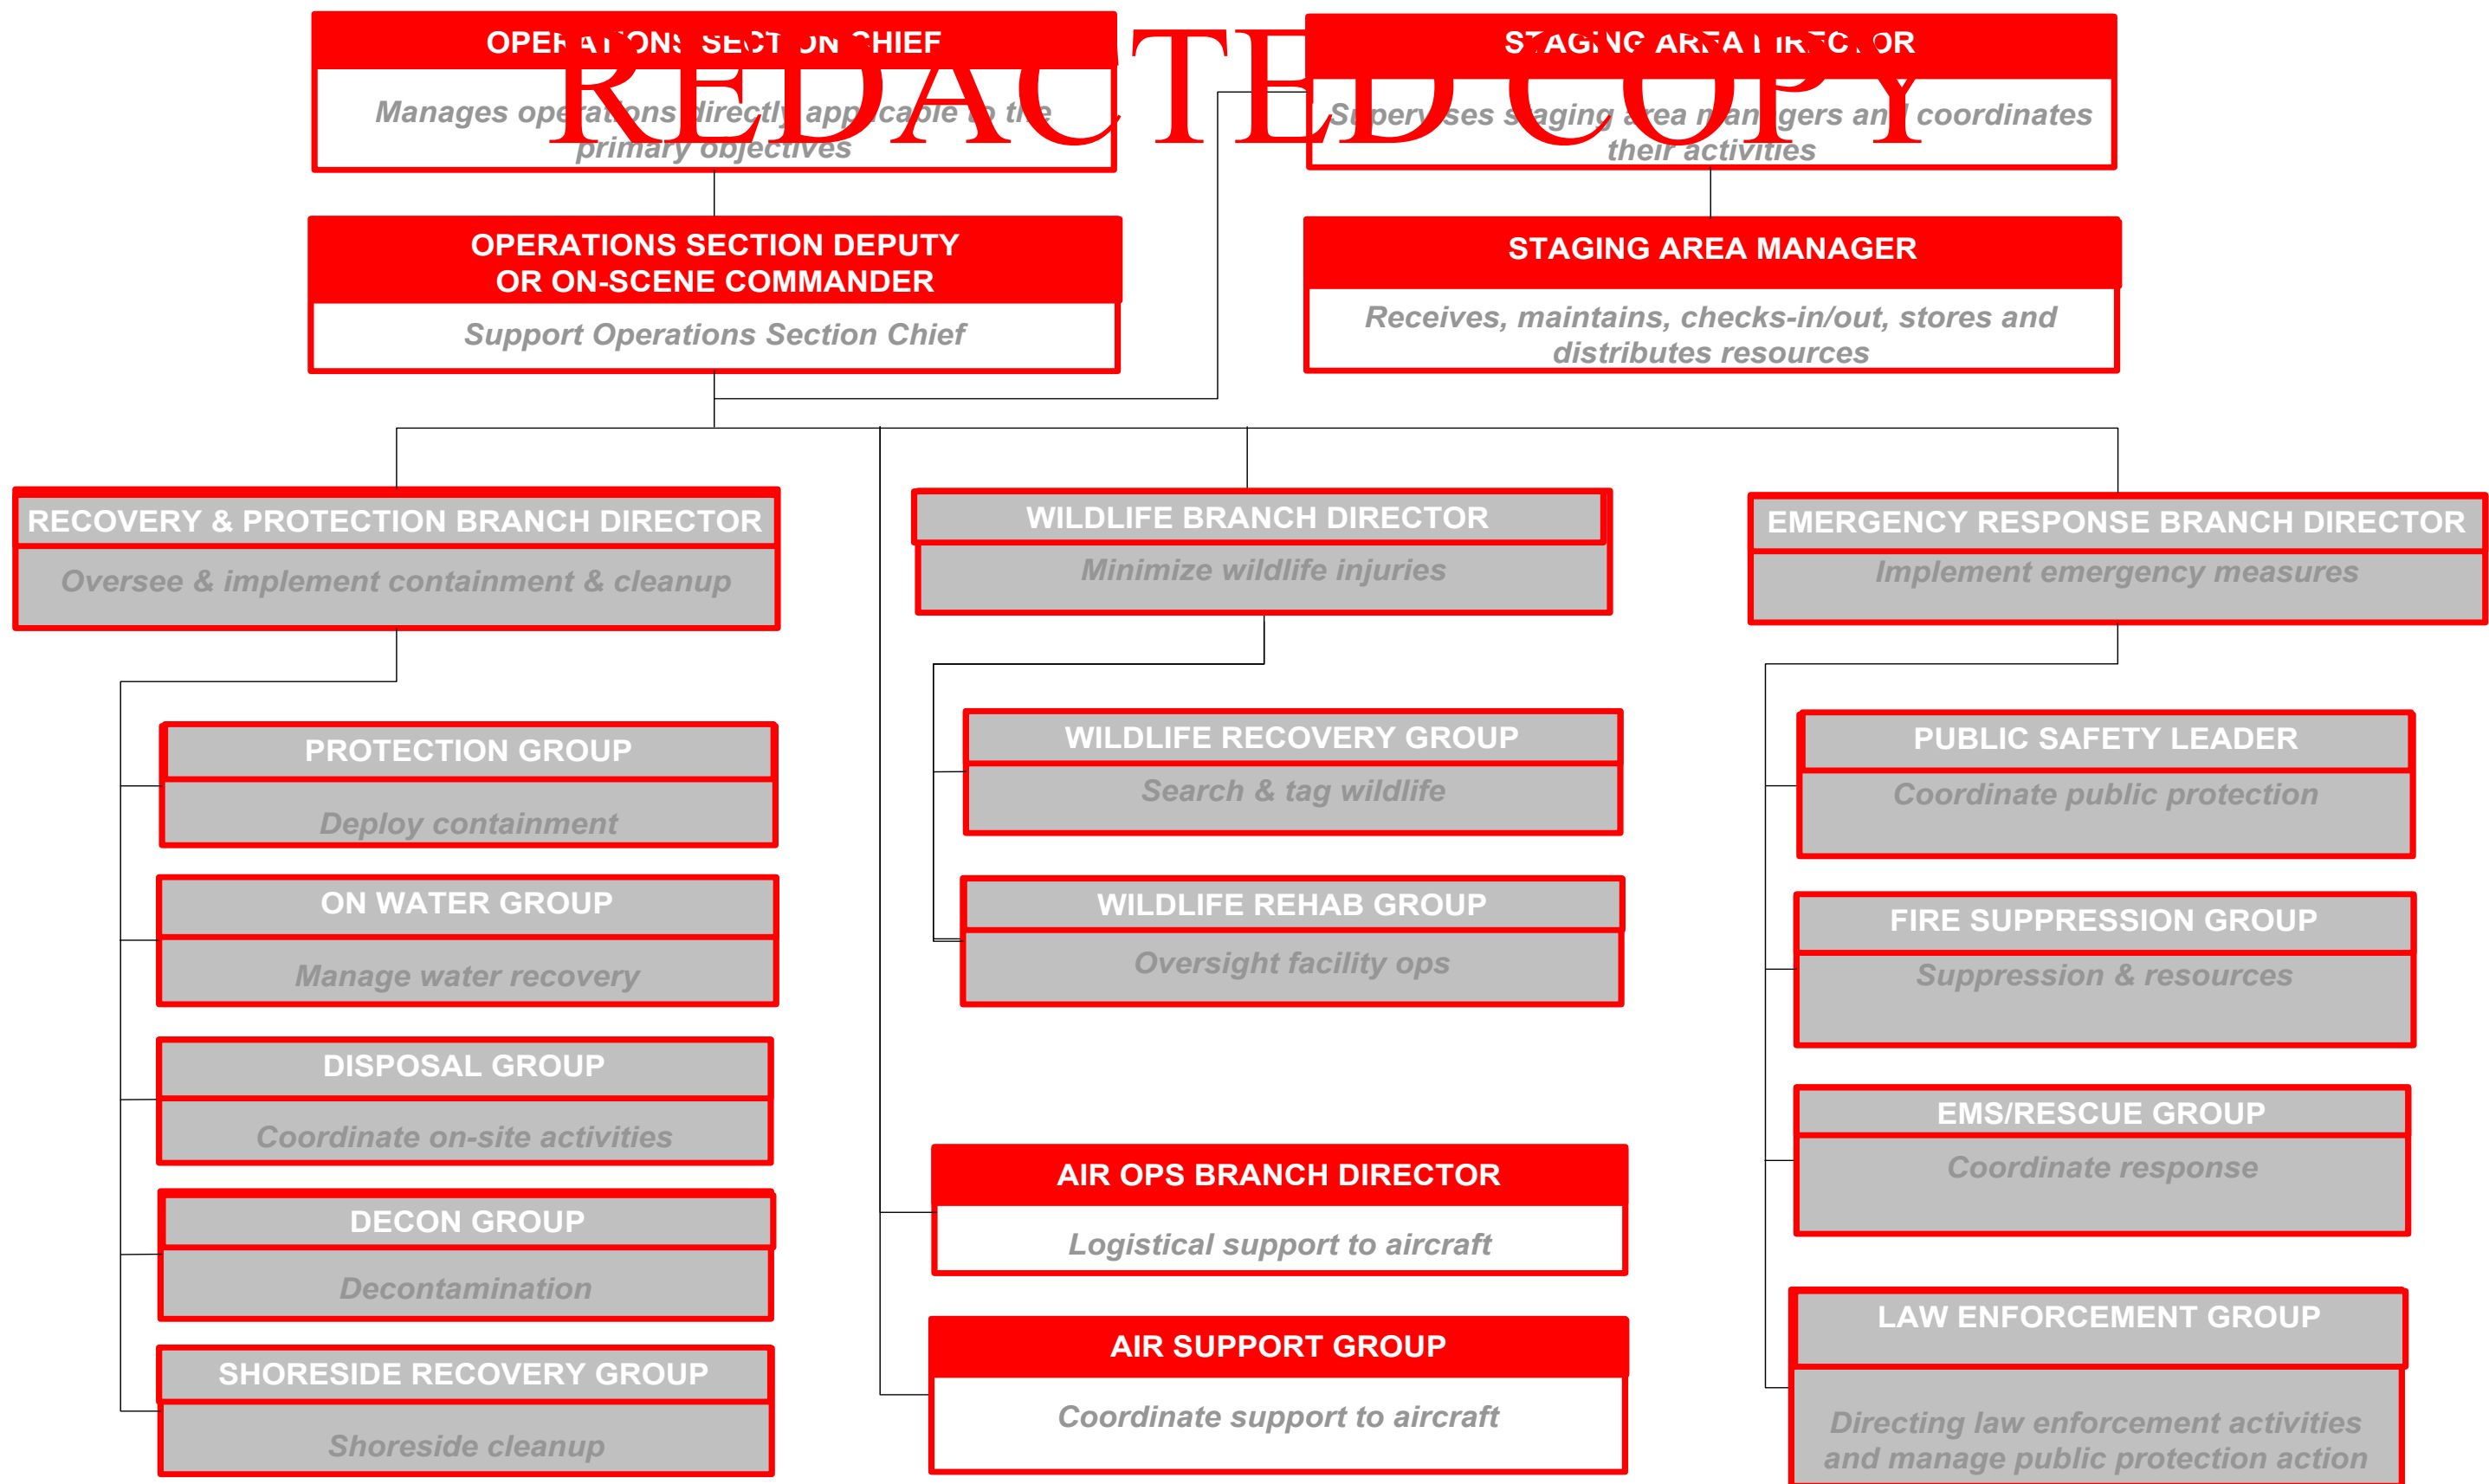 REDACTED COPY
OPERATIONS SECTION CHIEF
Manages operations directly applicable to the
primary objectives
STAGING AREA DIRECTOR
Supervises staging area managers and coordinates
their activities
OPERATIONS SECTION DEPUTY
OR ON-SCENE COMMANDER
Support Operations Section Chief
STAGING AREA MANAGER
Receives, maintains, checks-in/out, stores and
distributes resources
RECOVERY & PROTECTION BRANCH DIRECTOR
Oversee & implement containment & cleanup
PROTECTION GROUP
Deploy containment
ON WATER GROUP
Manage water recovery
DISPOSAL GROUP
Coordinate on-site activities
DECON GROUP
Decontamination
SHORESIDE RECOVERY GROUP
Shoreside cleanup
WILDLIFE BRANCH DIRECTOR
Minimize wildlife injuries
WILDLIFE RECOVERY GROUP
Search & tag wildlife
WILDLIFE REHAB GROUP
Oversight facility ops
AIR OPS BRANCH DIRECTOR
Logistical support to aircraft
AIR SUPPORT GROUP
Coordinate support to aircraft
EMERGENCY RESPONSE BRANCH DIRECTOR
Implement emergency measures
PUBLIC SAFETY LEADER
Coordinate public protection
FIRE SUPPRESSION GROUP
Suppression & resources
EMS/RESCUE GROUP
Coordinate response
LAW ENFORCEMENT GROUP
Directing law enforcement activities
and manage public protection action